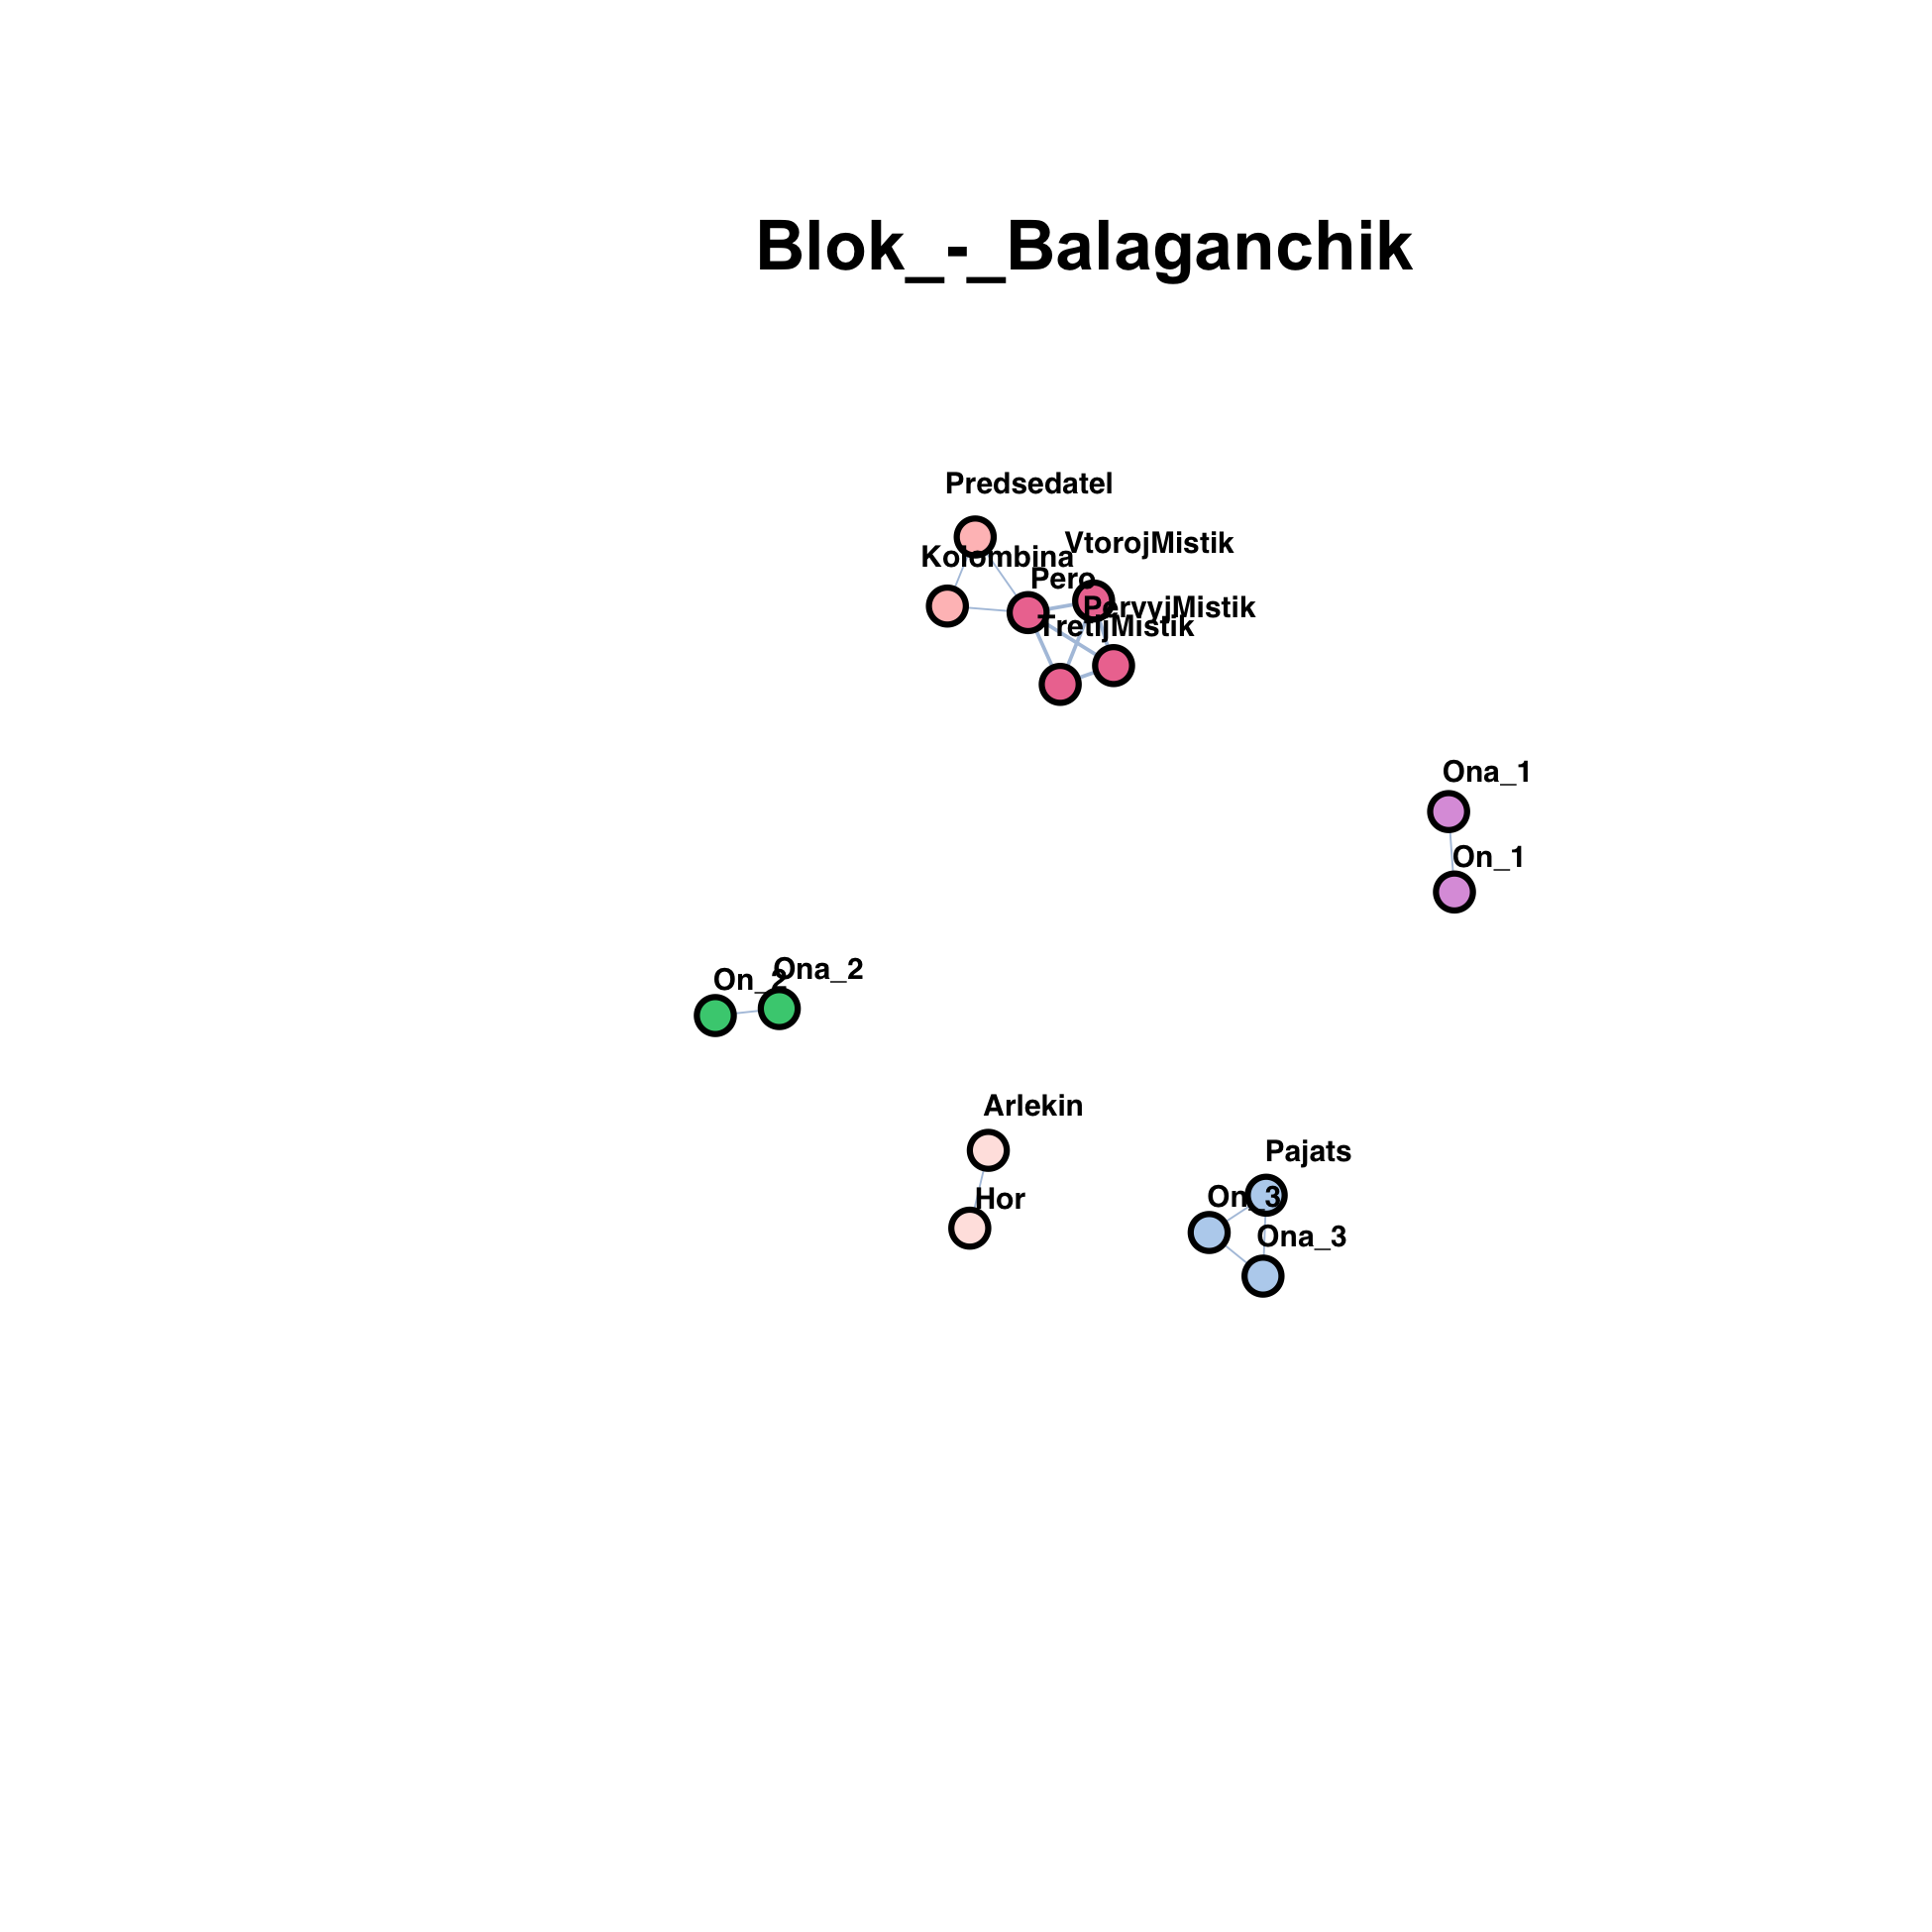 Blok_-_Balaganchik
Predsedatel
VtorojMistik
Kolombina
Pero
PervyjMistik
TretijMistik
Ona_1
On_1
Ona_2
On_2
Arlekin
Pajats
On_3
Hor
Ona_3